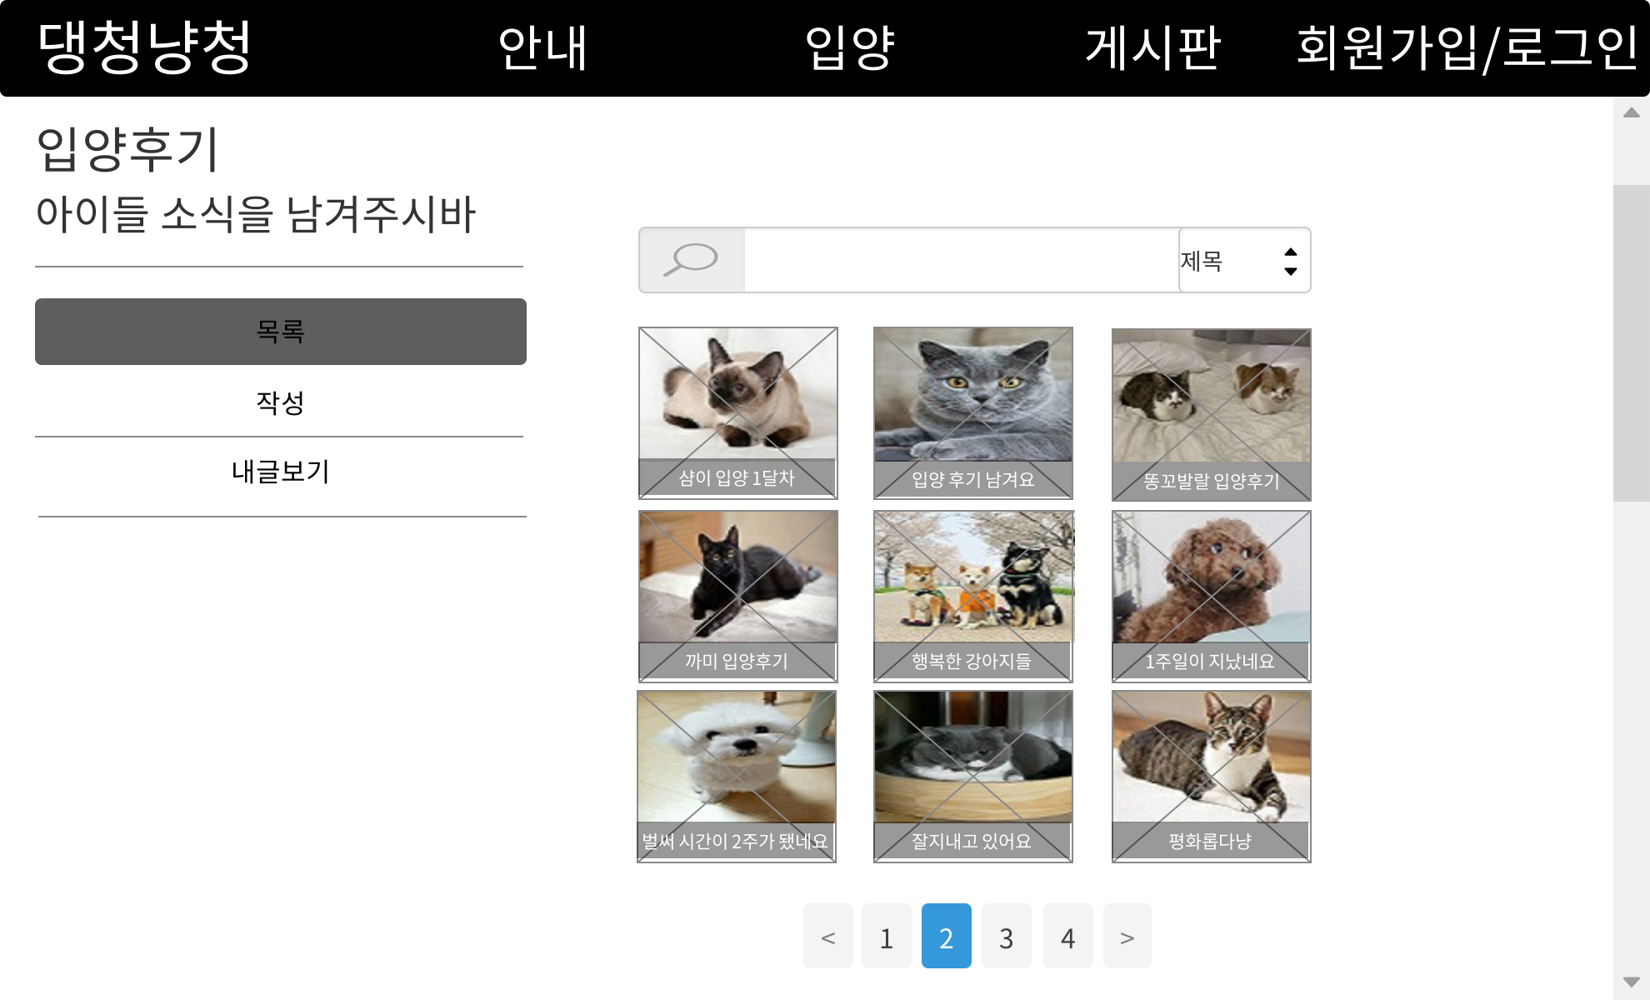 댕청냥청 안내 입양 게시판 회원가입/로그인
입양후기
아이들 소식을 남겨주시바
제목
목록
작성
내글보기
샴이 입양 1달차 입양 후기 남겨요 똥꼬발랄 입양후기
까미 입양후기 행복한 강아지들 1주일이 지났네요
벌써 시간이 2주가 됐네요 잘지내고 있어요 평화롭다냥
< 1 2 3 4 >